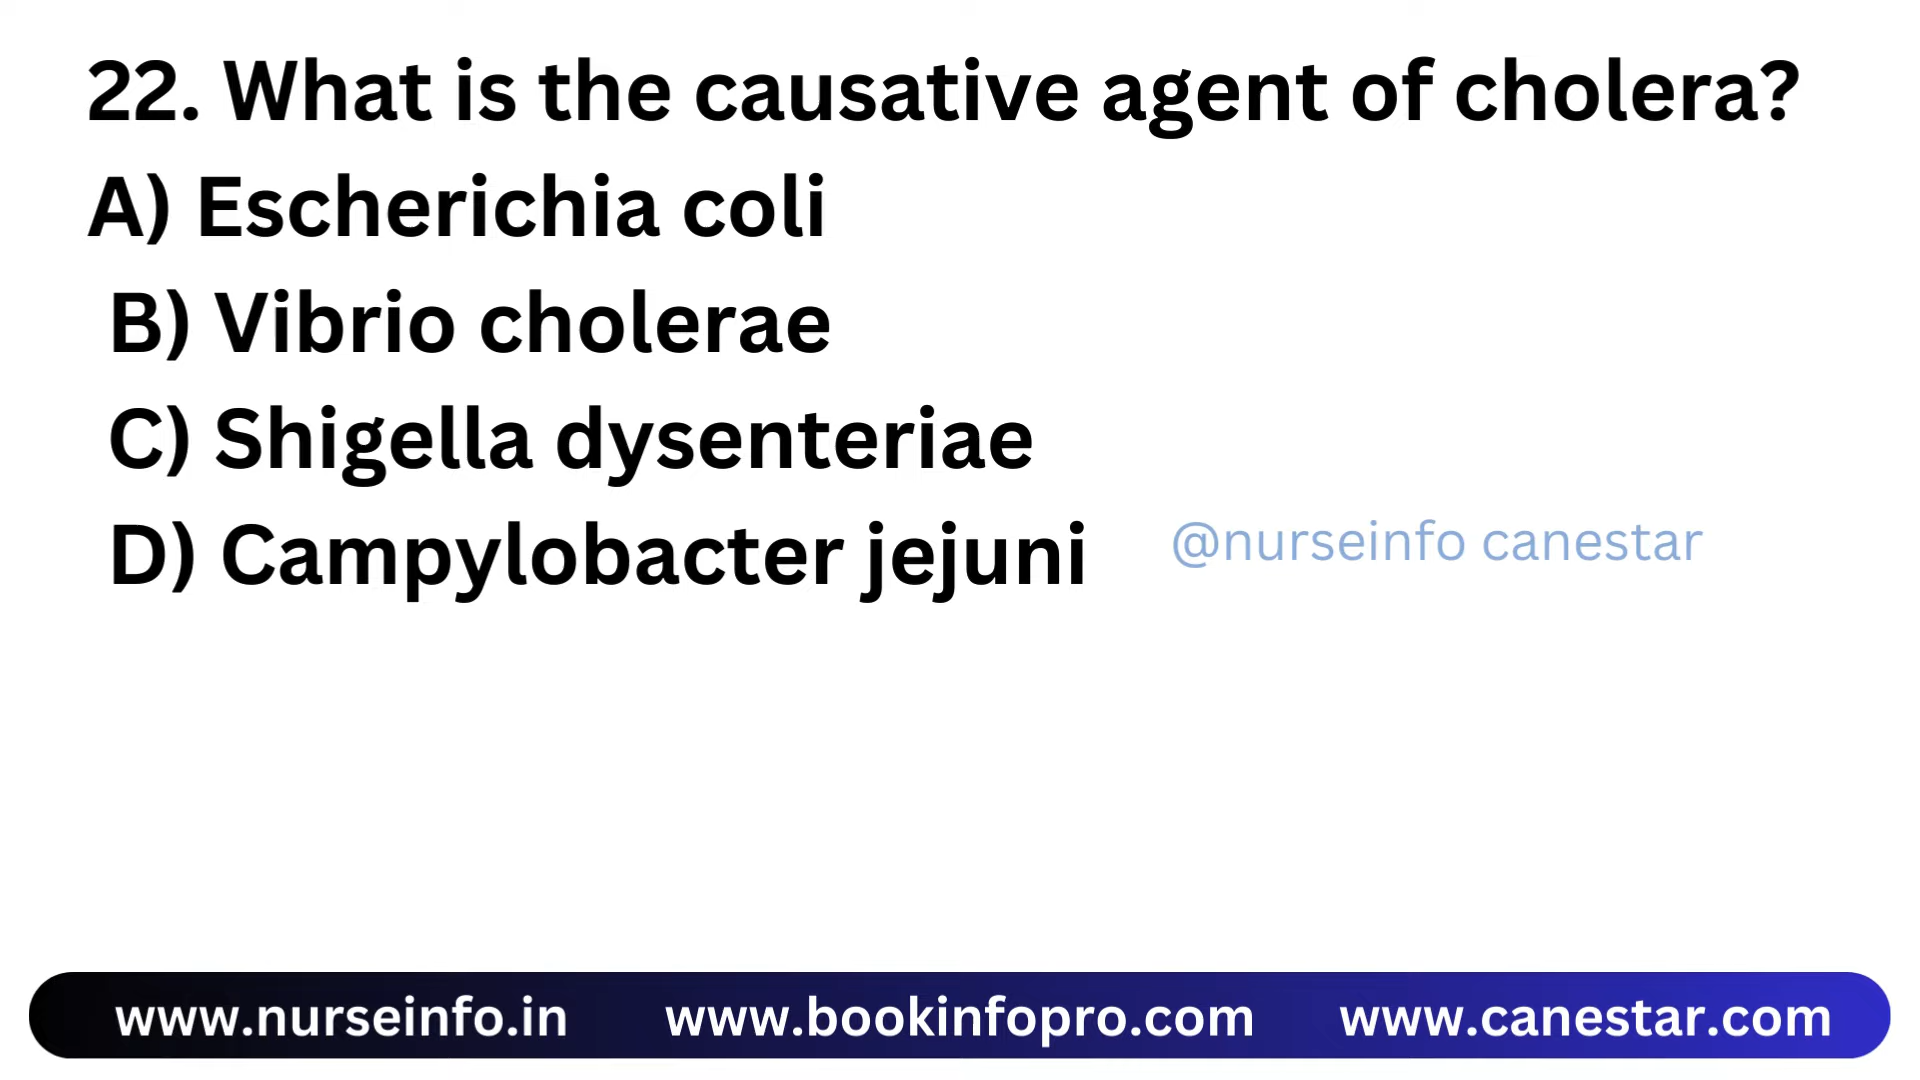 22. What is the causative agent of cholera?
A) Escherichia coli
B) Vibrio cholerae
C) Shigella dysenteriae
D) Campylobacter jejuni
@nurseinfo canestar
www.nurseinfo.in www.bookinfopro.com www.canestar.com